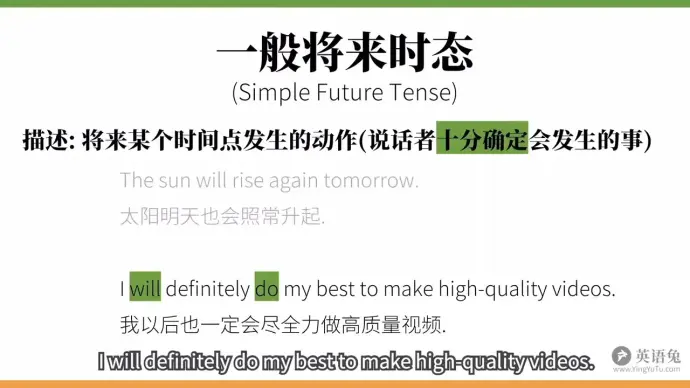 一般将来时态
(Simple Future Tense)
描述: 将来某个时间点发生的动作(说话者十分确定会发生的事)
The sun will rise again tomorrow.
太阳明天也会照常升起.
I will definitely do my best to make high-quality videos.
我以后也一定会尽全力做高质量视频.
I will definitely do my best to make high-quality videos.
英语兔
www.YingYuTu.com